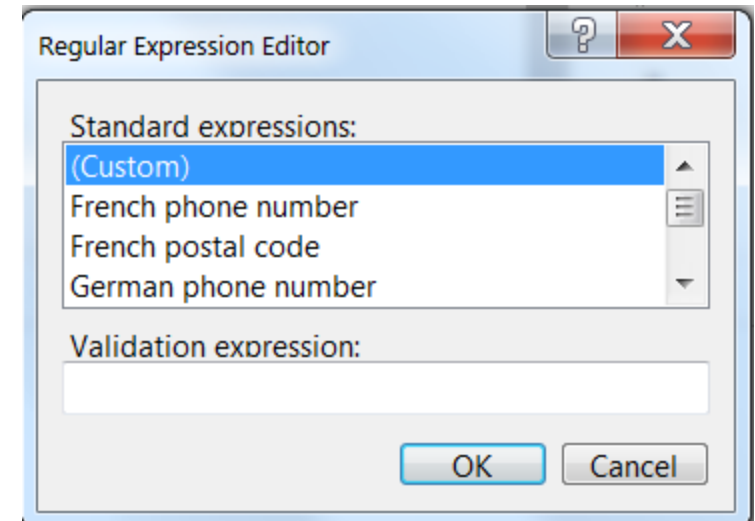 Regular Expression Editor
Standard expressions:
(Custom)
French phone number
French postal code
German phone number
Validation expression:
OK Cancel